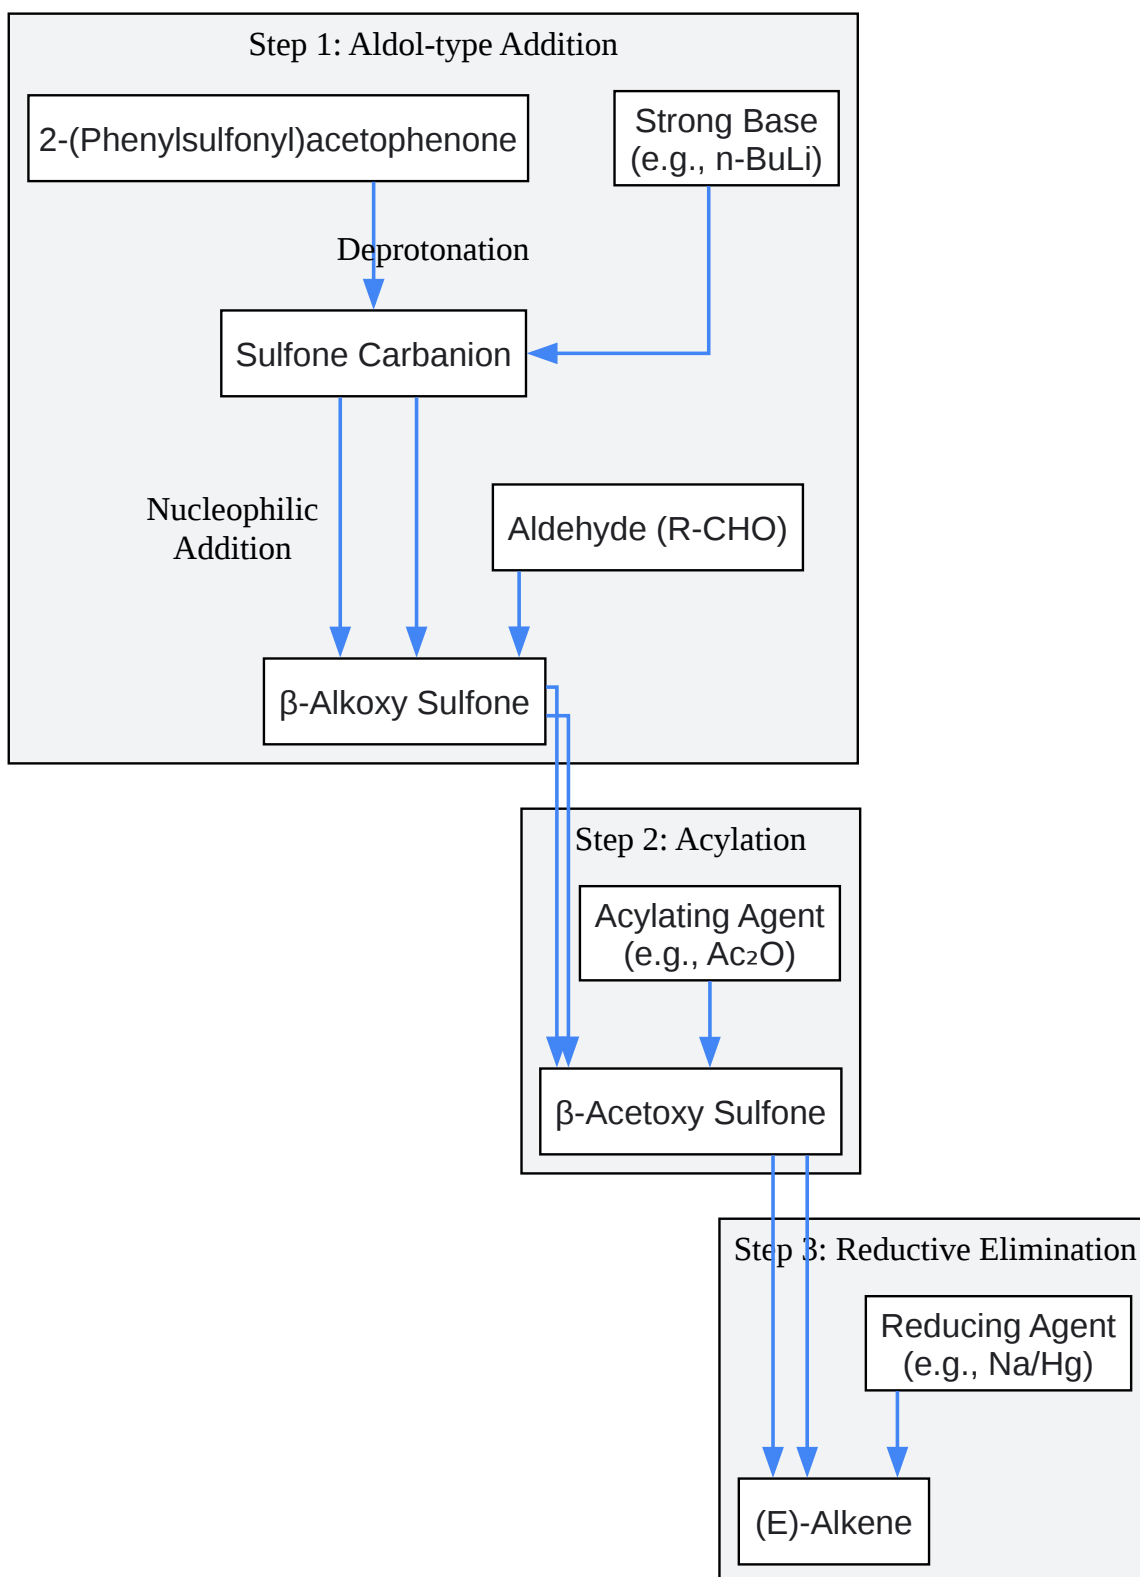 Step 1: Aldol-type Addition
2-(Phenylsulfonyl)acetophenone
Strong Base
(e.g., n-BuLi)
Deprotonation
Sulfone Carbanion
Nucleophilic
Addition
Aldehyde (R-CHO)
β-Alkoxy Sulfone
Step 2: Acylation
Acylating Agent
(e.g., Ac₂O)
β-Acetoxy Sulfone
Step 3: Reductive Elimination
Reducing Agent
(e.g., Na/Hg)
(E)-Alkene